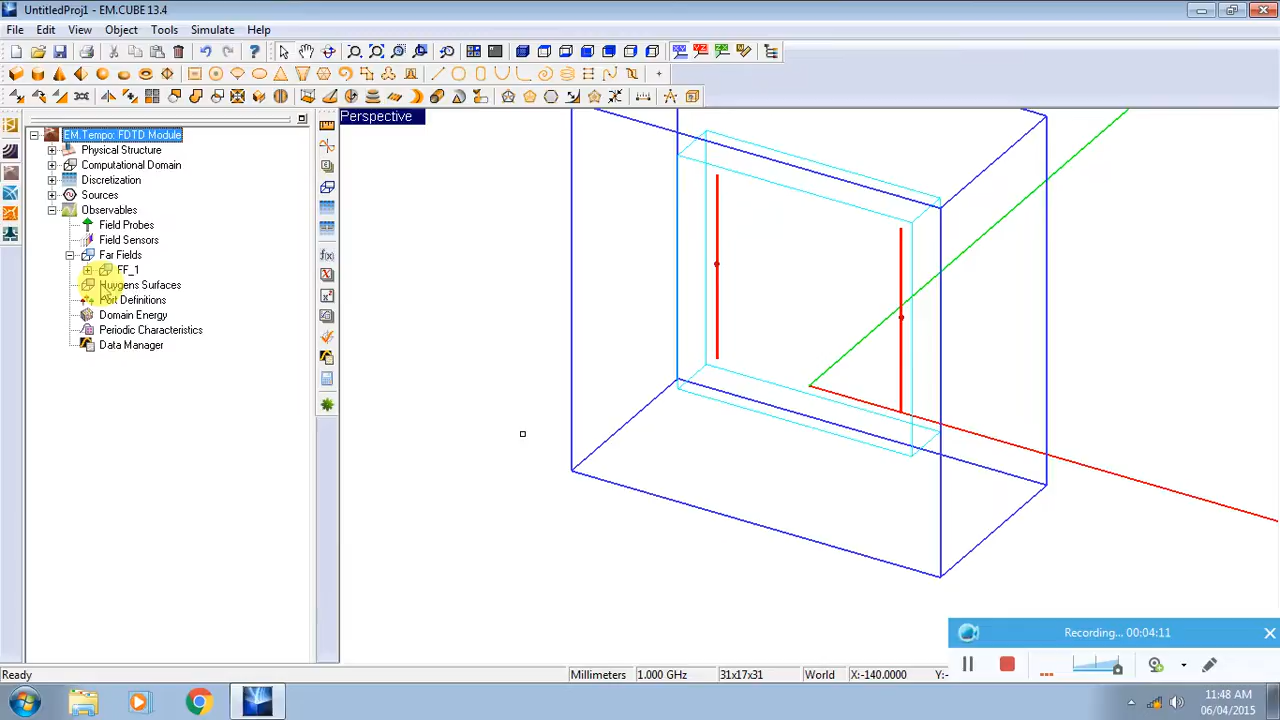 UntitledProj1 - EM.CUBE 13.4
File Edit View Object Tools Simulate Help
Perspective
EM.Tempo: FDTD Module
Physical Structure
Computational Domain
Discretization
Sources
Observables
Field Probes
Field Sensors
Far Fields
FF_1
Huygens Surfaces
Port Definitions
Domain Energy
Periodic Characteristics
Data Manager
Recording... 00:04:11
Ready Millimeters 1.000 GHz 31x17x31 World X:-140.0000 Y:-
11:48 AM
06/04/2015